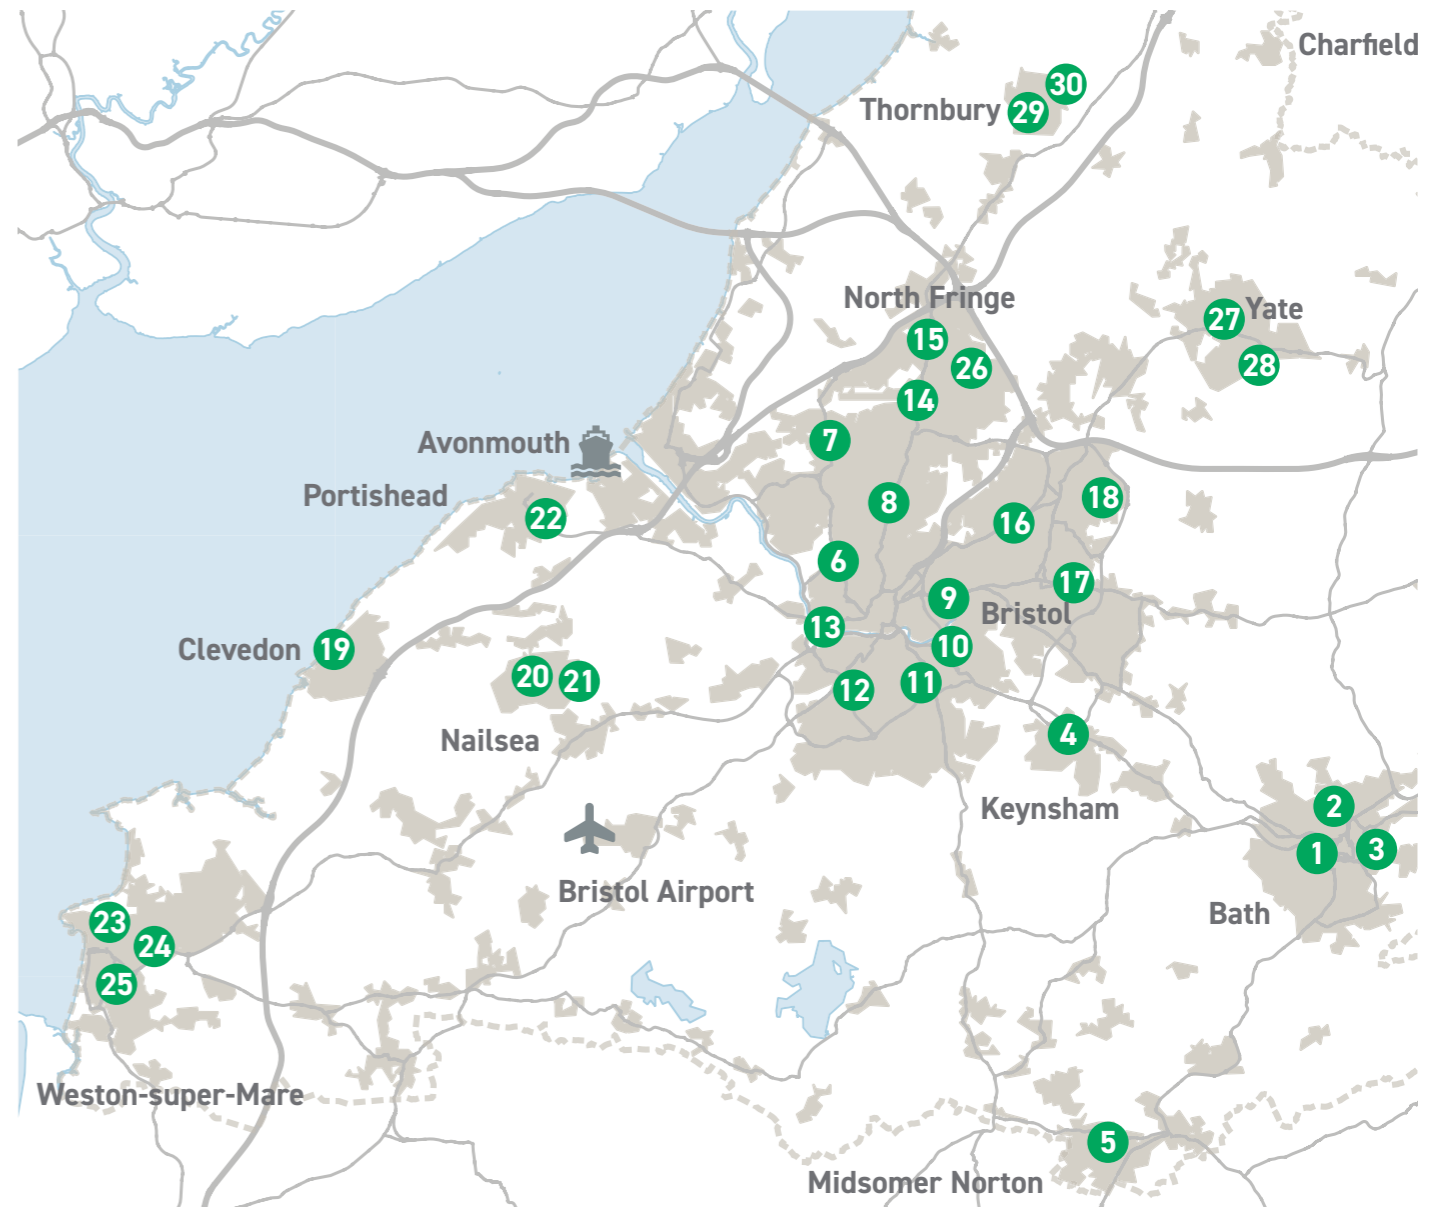 Charfield
30
Thornbury
29
North Fringe
Yate
27
15
28
26
14
7
Avonmouth
Portishead
18
8
22
16
6
17
9
Bristol
13
10
Clevedon
19
20
21
11
12
4
Nailsea
Keynsham
2
3
1
Bristol Airport
Bath
23
24
25
Weston-super-Mare
5
Midsomer Norton